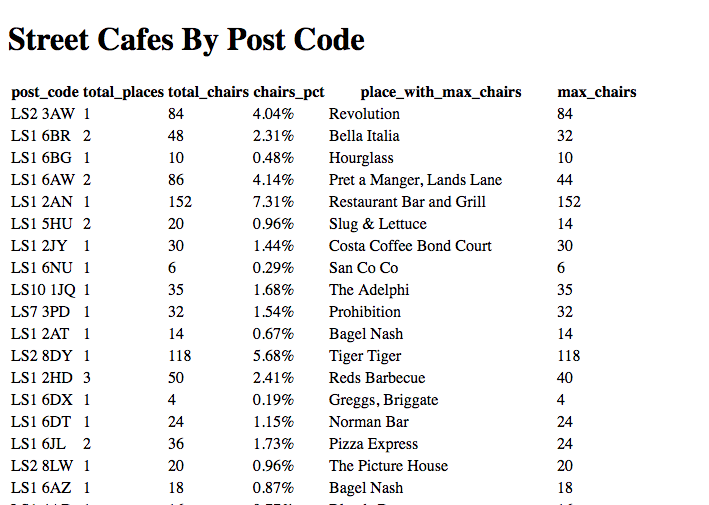 Street Cafes By Post Code
post_code total_places total_chairs chairs_pct place_with_max_chairs max_chairs
LS2 3AW 1 84 4.04% Revolution 84
LS1 6BR 2 48 2.31% Bella Italia 32
LS1 6BG 1 10 0.48% Hourglass 10
LS1 6AW 2 86 4.14% Pret a Manger, Lands Lane 44
LS1 2AN 1 152 7.31% Restaurant Bar and Grill 152
LS1 5HU 2 20 0.96% Slug & Lettuce 14
LS1 2JY 1 30 1.44% Costa Coffee Bond Court 30
LS1 6NU 1 6 0.29% San Co Co 6
LS10 1JQ 1 35 1.68% The Adelphi 35
LS7 3PD 1 32 1.54% Prohibition 32
LS1 2AT 1 14 0.67% Bagel Nash 14
LS2 8DY 1 118 5.68% Tiger Tiger 118
LS1 2HD 3 50 2.41% Reds Barbecue 40
LS1 6DX 1 4 0.19% Greggs, Briggate 4
LS1 6DT 1 24 1.15% Norman Bar 24
LS1 6JL 2 36 1.73% Pizza Express 24
LS2 8LW 1 20 0.96% The Picture House 20
LS1 6AZ 1 18 0.87% Bagel Nash 18